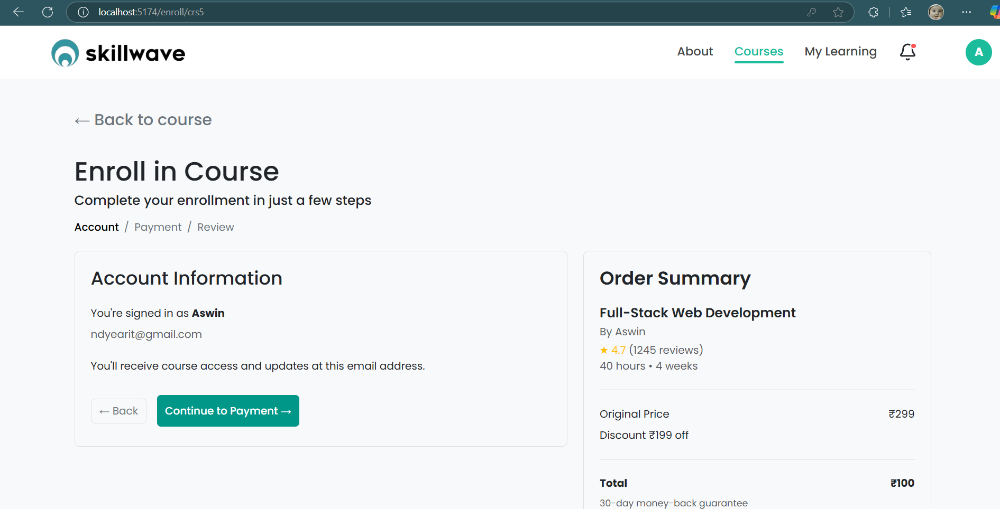 localhost:5174/enroll/crs5
skillwave
About Courses My Learning
A
← Back to course
Enroll in Course
Complete your enrollment in just a few steps
Account / Payment / Review
Account Information
You're signed in as Aswin
ndyearit@gmail.com
You'll receive course access and updates at this email address.
← Back
Continue to Payment →
Order Summary
Full-Stack Web Development
By Aswin
★ 4.7 (1245 reviews)
40 hours • 4 weeks
Original Price ₹299
Discount ₹199 off
Total ₹100
30-day money-back guarantee